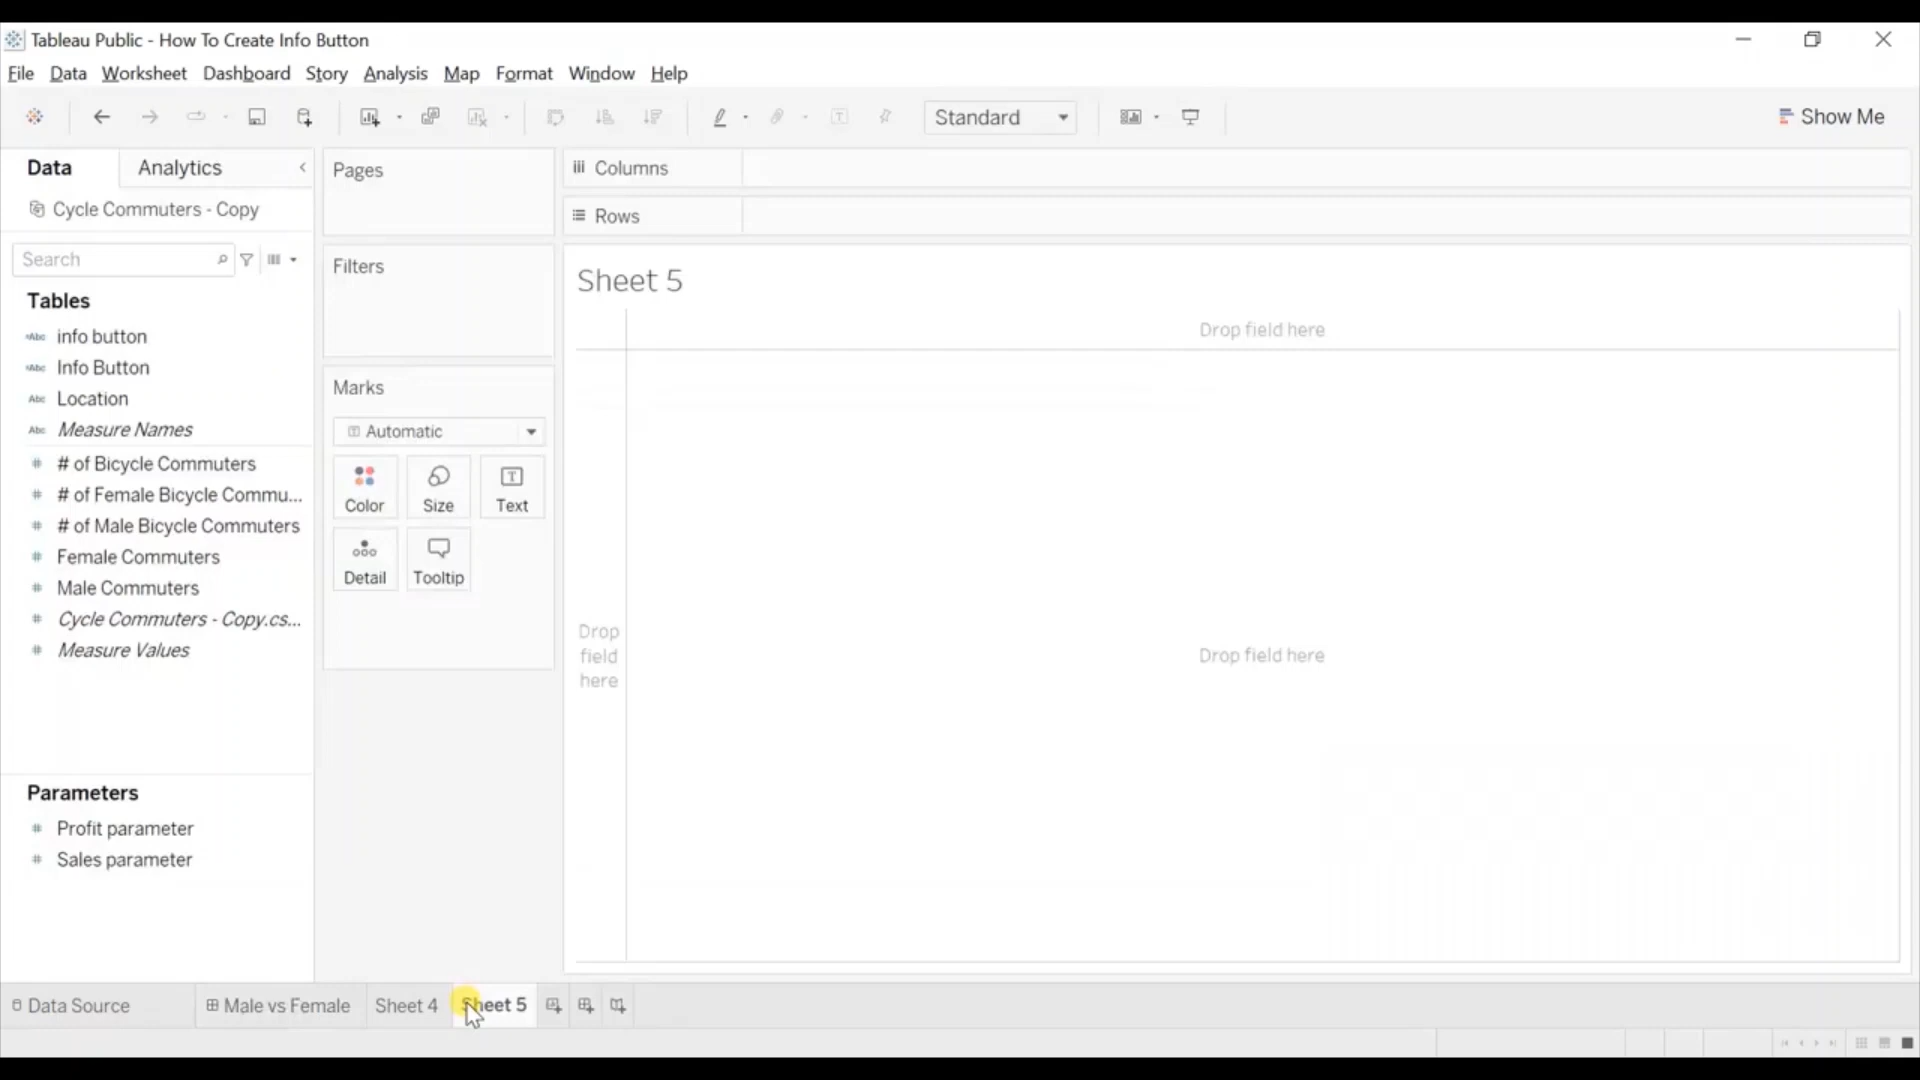 Tableau Public - How To Create Info Button
File Data Worksheet Dashboard Story Analysis Map Format Window Help
Standard
Show Me
Data
Analytics
Cycle Commuters - Copy
Search
Tables
Abc info button
Abc Info Button
Abc Location
Abc Measure Names
# of Bicycle Commuters
# of Female Bicycle Commu...
# of Male Bicycle Commuters
Female Commuters
Male Commuters
Cycle Commuters - Copy.cs...
Measure Values
Parameters
Profit parameter
Sales parameter
Pages
Filters
Marks
Automatic
Color
Size
Text
Detail
Tooltip
Columns
Rows
Sheet 5
Drop field here
Drop
field
here
Drop field here
Data Source
Male vs Female
Sheet 4
Sheet 5